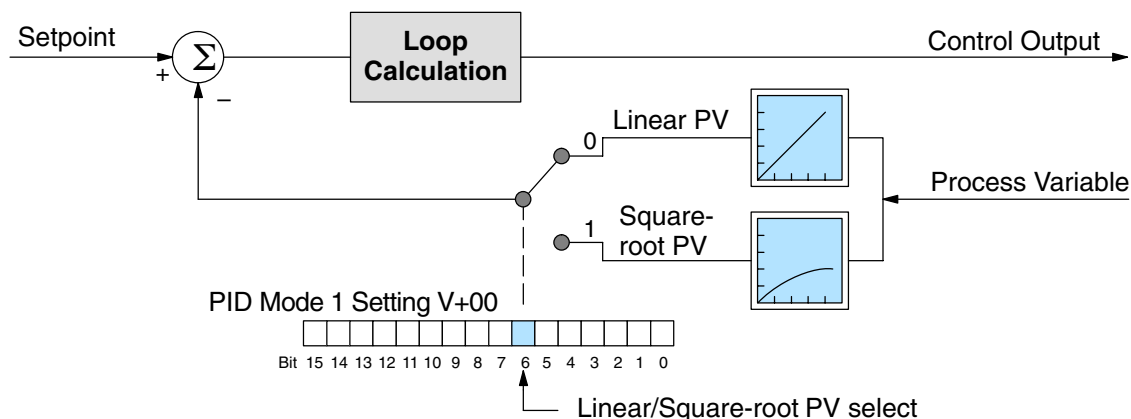 Setpoint
+
Σ
−
Loop
Calculation
Control Output
0
Linear PV
Process Variable
1
Square-
root PV
PID Mode 1 Setting V+00
Bit 15 14 13 12 11 10 9 8 7 6 5 4 3 2 1 0
Linear/Square-root PV select